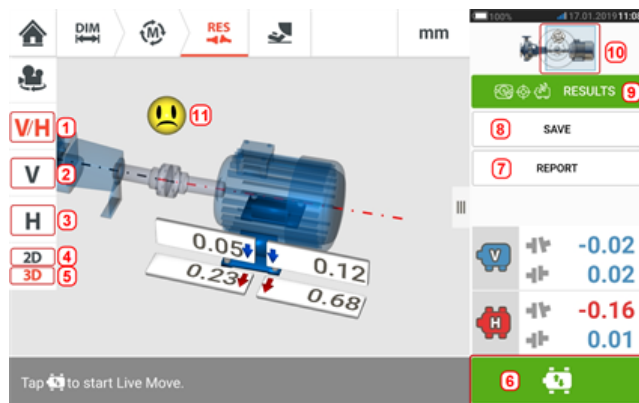 DIM
M
RES
mm
100%
17.01.2019 11:08
10
V/H
1
V
2
H
3
2D
4
3D
5
11
0.05
0.12
0.23
0.68
RESULTS
9
8
SAVE
7
REPORT
V
-0.02
0.02
H
-0.16
0.01
Tap to start Live Move.
6